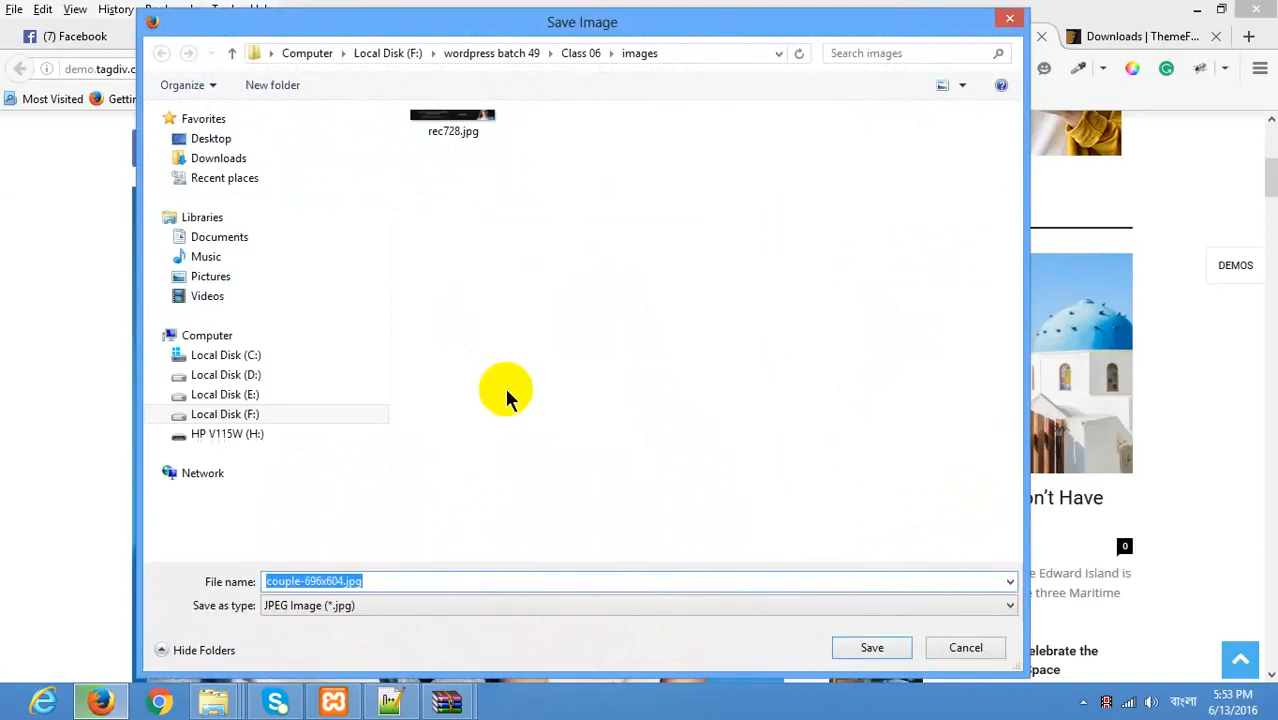 File Edit View History
Save Image
(7) Facebook
Downloads | ThemeF...
Computer Local Disk (F:) wordpress batch 49 Class 06 images
Search images
demo.tagdiv.c
Organize New folder
Most Visited
rec728.jpg
Favorites
Desktop
Downloads
Recent places
Libraries
Documents
Music
Pictures
Videos
DEMOS
Computer
Local Disk (C:)
Local Disk (D:)
Local Disk (E:)
Local Disk (F:)
HP V115W (H:)
Network
n't Have
0
e Edward Island is
e three Maritime
File name: couple-696x604.jpg
Save as type: JPEG Image (*.jpg)
Hide Folders
Save Cancel
elebrate the
Space
বাংলা
5:53 PM
6/13/2016